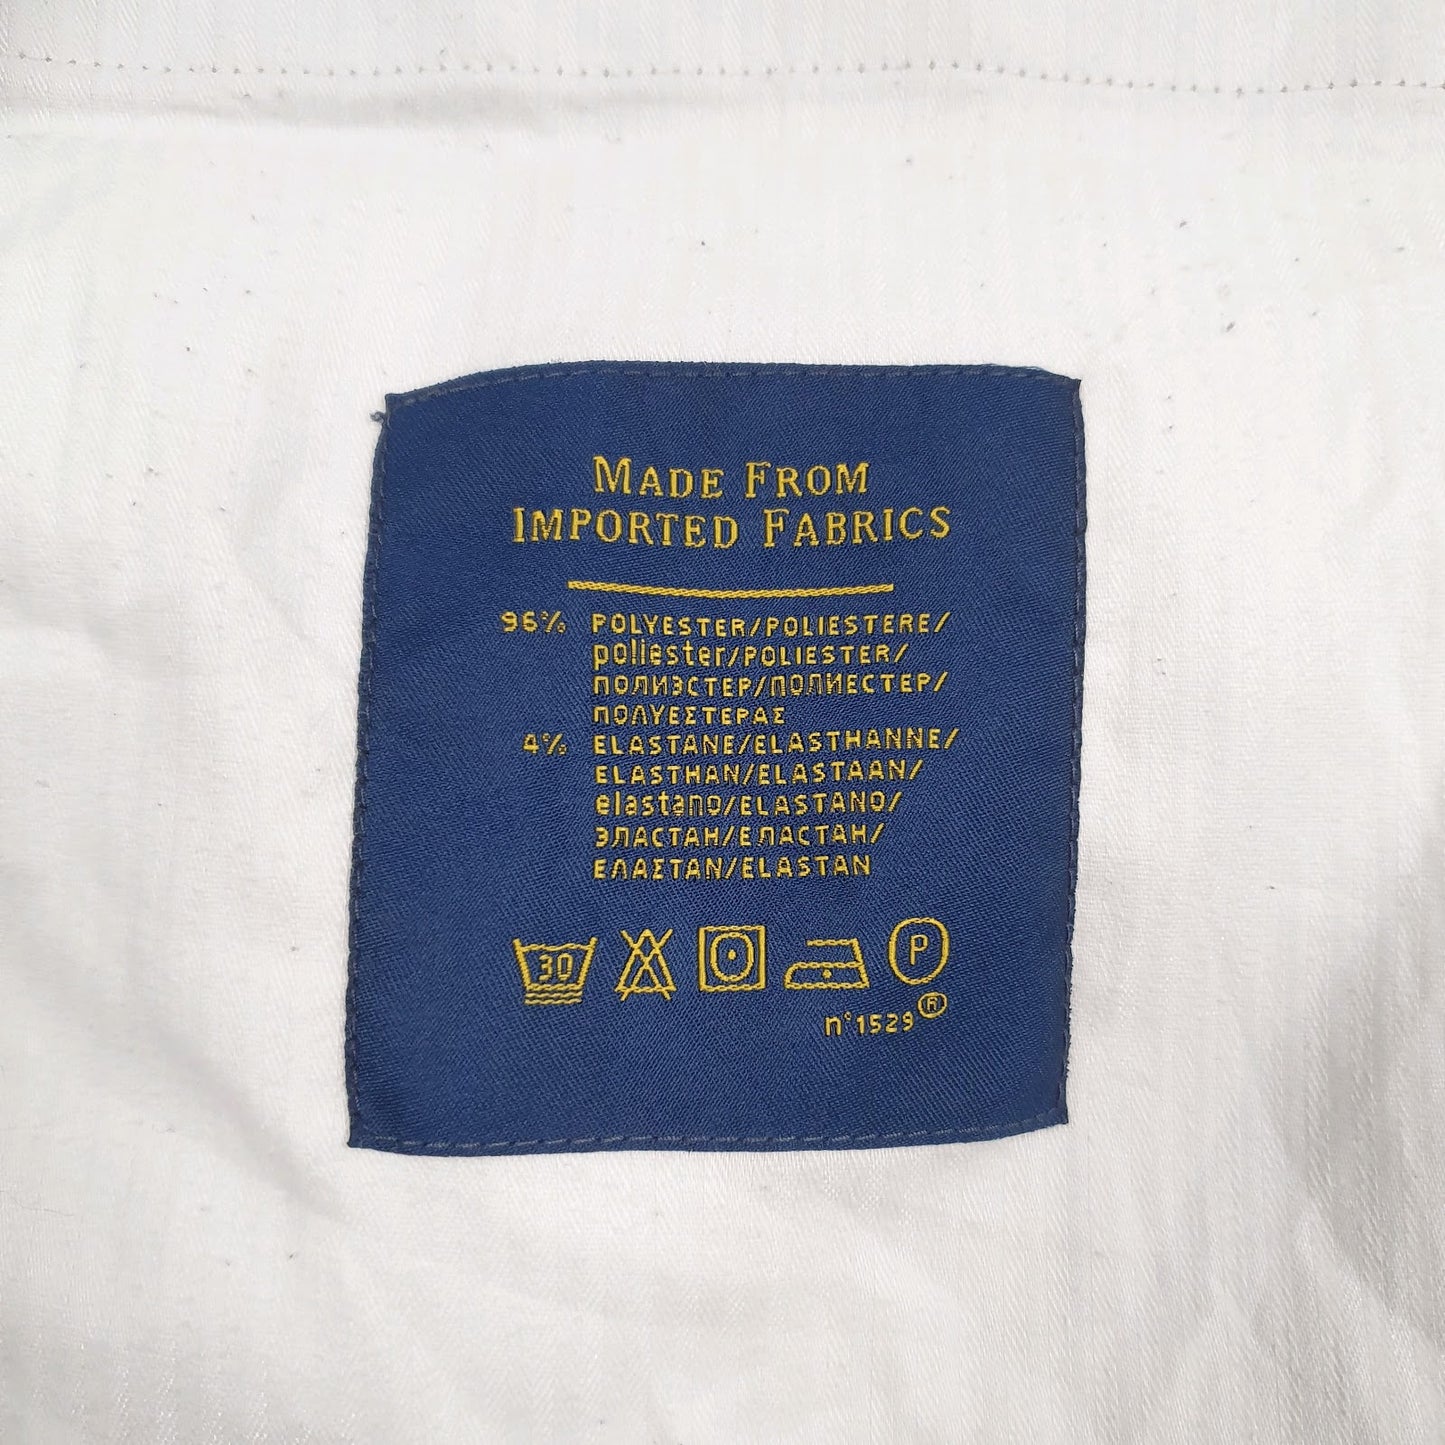 MADE FROM
IMPORTED FABRICS
96% POLYESTER/POLIESTERE/
poliester/POLIESTER/
ПОЛИЭСТЕР/ПОЛИЕСТЕР/
ΠΟΛΥΕΣΤΕΡΑΣ
4% ELASTANE/ELASTHANNE/
ELASTHAN/ELASTAAN/
elastano/ELASTANO/
ЭЛАСТАН/ЕЛАСТАН/
ΕΛΑΣΤΑΝ/ELASTAN
30 P
n°1529 ®